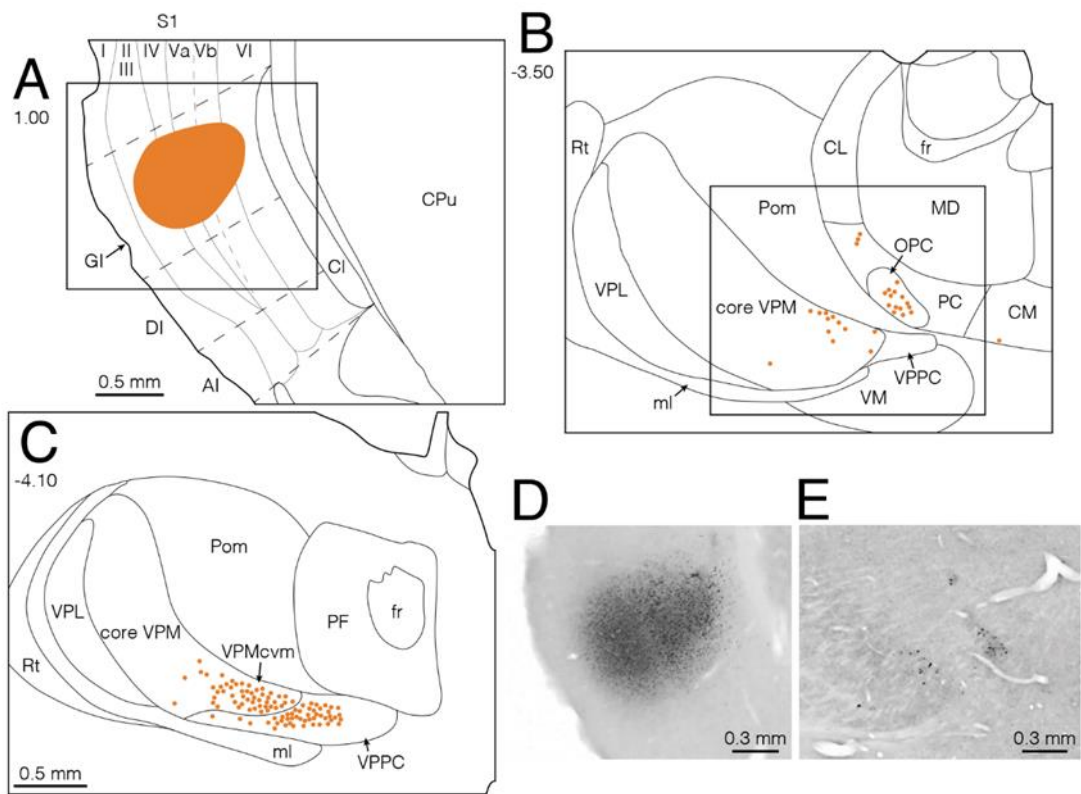 S1
I II IV Va Vb VI
III
A
1.00
CPu
GI
CI
DI
AI
0.5 mm
B
-3.50
Rt
CL
fr
Pom
MD
OPC
VPL
core VPM
PC
CM
VPPC
ml
VM
C
-4.10
Pom
VPL
PF
fr
core VPM
VPMcvm
Rt
ml
VPPC
0.5 mm
D
0.3 mm
E
0.3 mm